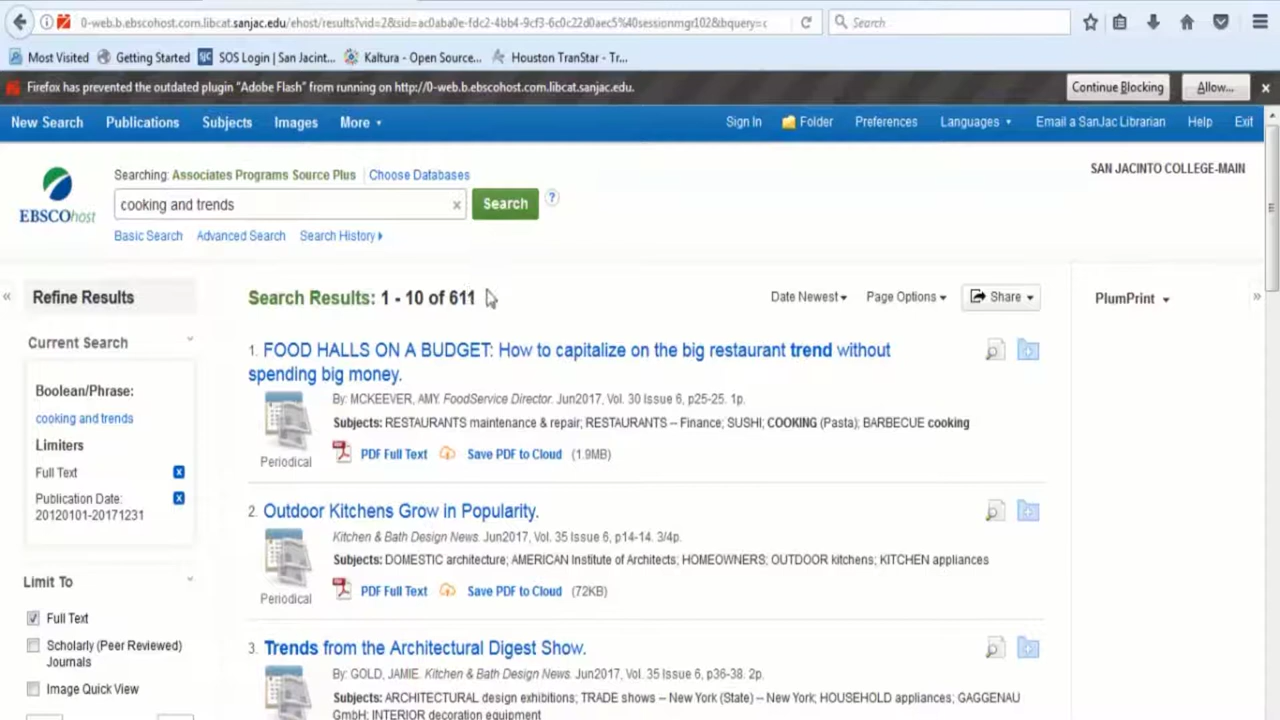 0-web.b.ebscohost.com.libcat.sanjac.edu/ehost/results?vid=2&sid=ac0aba0e-fdc2-4bb4-9cf3-6c0c22d0aec5%40sessionmgr102&bquery=c
Search
Most Visited Getting Started SOS Login | San Jacint... Kaltura - Open Source... Houston TranStar - Tr...
Firefox has prevented the outdated plugin "Adobe Flash" from running on http://0-web.b.ebscohost.com.libcat.sanjac.edu. Continue Blocking Allow...
New Search Publications Subjects Images More Sign In Folder Preferences Languages Email a SanJac Librarian Help Exit
SAN JACINTO COLLEGE-MAIN
Searching: Associates Programs Source Plus | Choose Databases
EBSCOhost
cooking and trends
Search ?
Basic Search Advanced Search Search History
Refine Results
Current Search
Boolean/Phrase:
cooking and trends
Limiters
Full Text
Publication Date:
20120101-20171231
Limit To
Full Text
Scholarly (Peer Reviewed)
Journals
Image Quick View
Search Results: 1 - 10 of 611
Date Newest Page Options Share
PlumPrint
1. FOOD HALLS ON A BUDGET: How to capitalize on the big restaurant trend without
spending big money.
By: MCKEEVER, AMY. FoodService Director. Jun2017, Vol. 30 Issue 6, p25-25. 1p.
Subjects: RESTAURANTS maintenance & repair; RESTAURANTS -- Finance; SUSHI; COOKING (Pasta); BARBECUE cooking
Periodical
PDF Full Text Save PDF to Cloud (1.9MB)
2. Outdoor Kitchens Grow in Popularity.
Kitchen & Bath Design News. Jun2017, Vol. 35 Issue 6, p14-14. 3/4p.
Subjects: DOMESTIC architecture; AMERICAN Institute of Architects; HOMEOWNERS; OUTDOOR kitchens; KITCHEN appliances
Periodical
PDF Full Text Save PDF to Cloud (72KB)
3. Trends from the Architectural Digest Show.
By: GOLD, JAMIE. Kitchen & Bath Design News. Jun2017, Vol. 35 Issue 6, p36-38. 2p.
Subjects: ARCHITECTURAL design exhibitions; TRADE shows -- New York (State) -- New York; HOUSEHOLD appliances; GAGGENAU
GmbH; INTERIOR decoration equipment